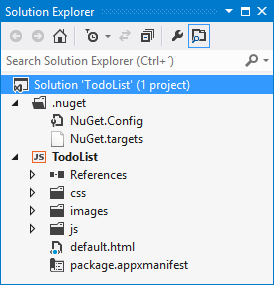 Solution Explorer
Search Solution Explorer (Ctrl+´)
Solution 'TodoList' (1 project)
.nuget
NuGet.Config
NuGet.targets
JS TodoList
References
css
images
js
default.html
package.appxmanifest